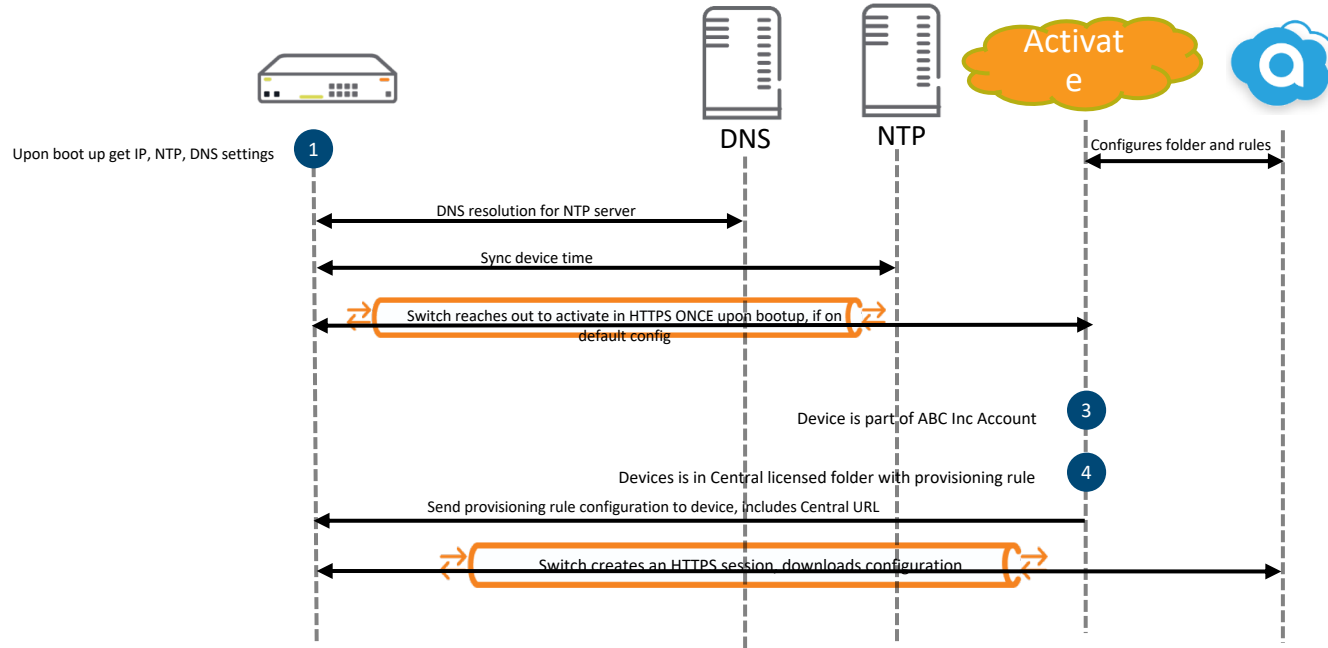 Activat
e
DNS
NTP
Upon boot up get IP, NTP, DNS settings
1
Configures folder and rules
DNS resolution for NTP server
Sync device time
Switch reaches out to activate in HTTPS ONCE upon bootup, if on
default config
Device is part of ABC Inc Account
3
Devices is in Central licensed folder with provisioning rule
4
Send provisioning rule configuration to device, includes Central URL
Switch creates an HTTPS session, downloads configuration